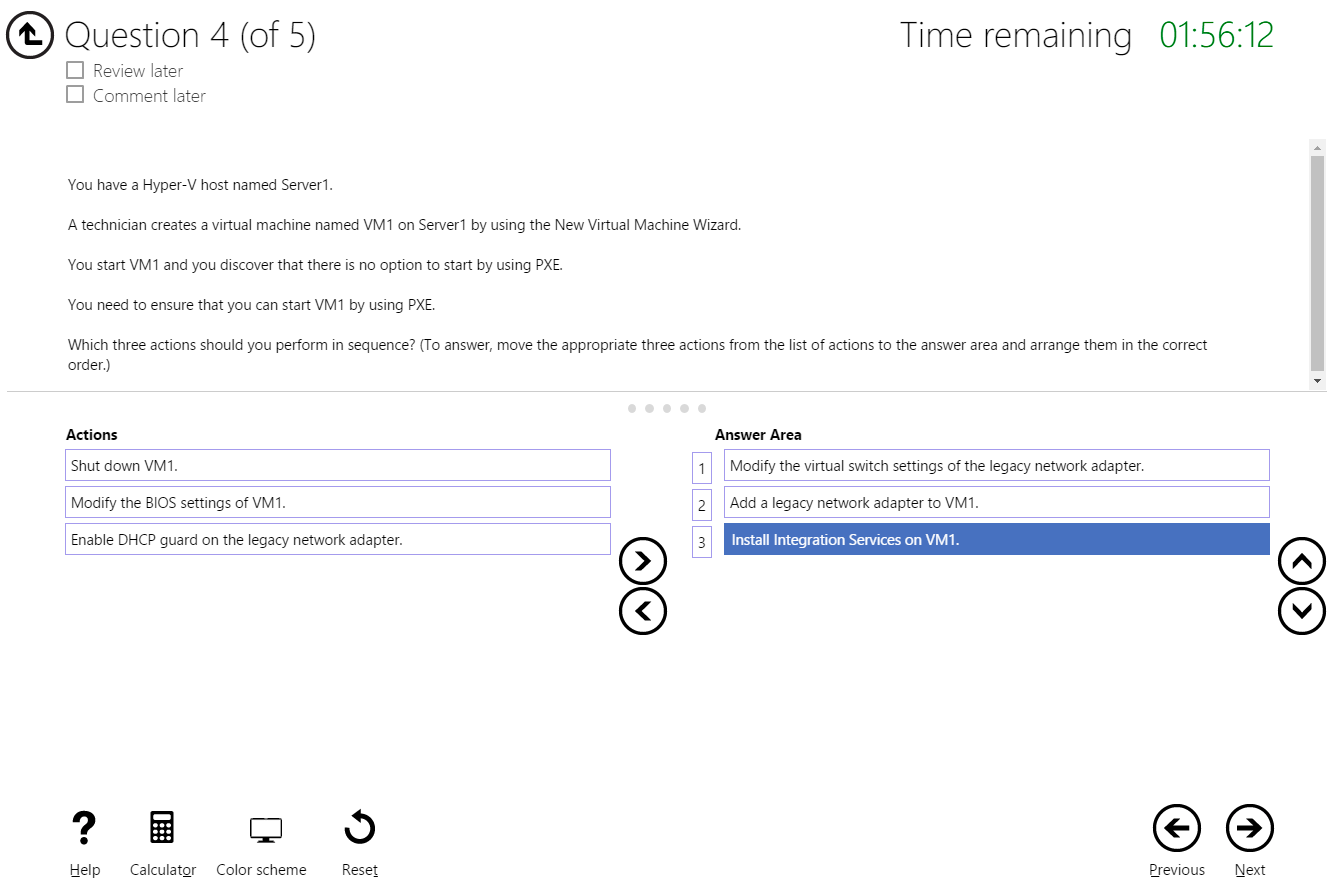 Question 4 (of 5)
Time remaining 01:56:12
Review later
Comment later
You have a Hyper-V host named Server1.
A technician creates a virtual machine named VM1 on Server1 by using the New Virtual Machine Wizard.
You start VM1 and you discover that there is no option to start by using PXE.
You need to ensure that you can start VM1 by using PXE.
Which three actions should you perform in sequence? (To answer, move the appropriate three actions from the list of actions to the answer area and arrange them in the correct
order.)
Actions
Shut down VM1.
Modify the BIOS settings of VM1.
Enable DHCP guard on the legacy network adapter.
Answer Area
1 Modify the virtual switch settings of the legacy network adapter.
2 Add a legacy network adapter to VM1.
3 Install Integration Services on VM1.
Help Calculator Color scheme Reset Previous Next